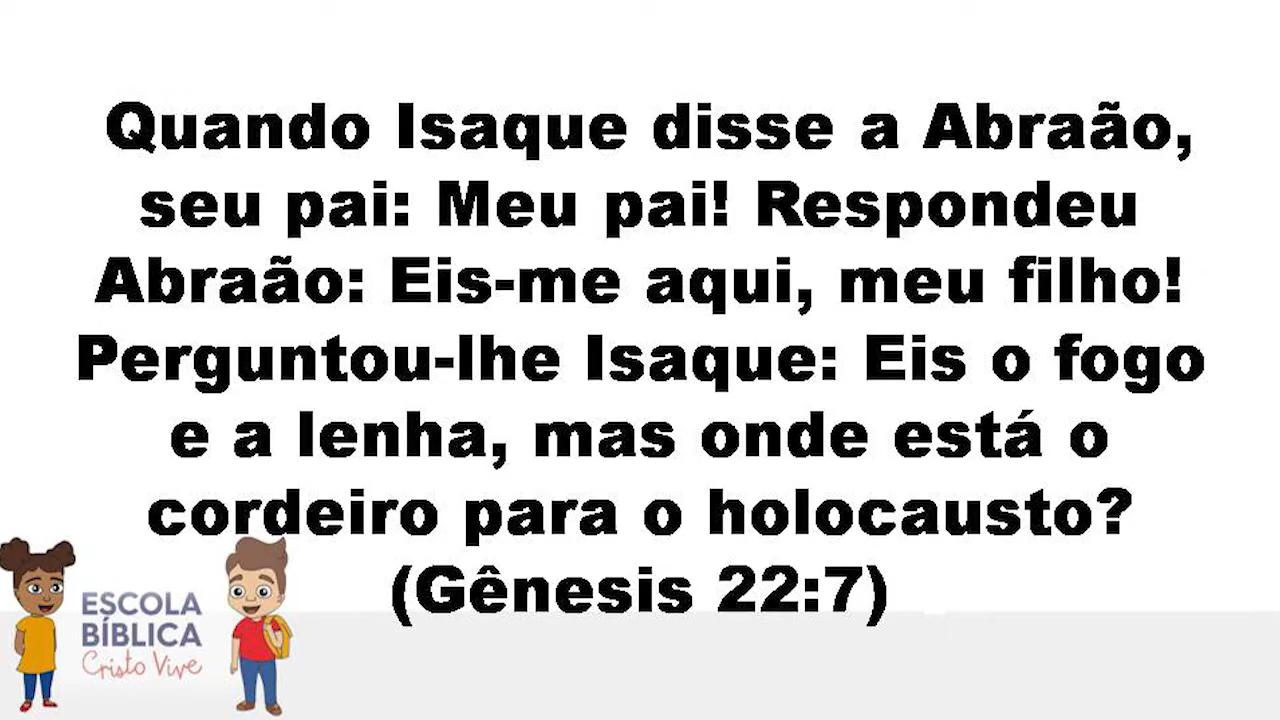 Quando Isaque disse a Abraão,
seu pai: Meu pai! Respondeu
Abraão: Eis-me aqui, meu filho!
Perguntou-lhe Isaque: Eis o fogo
e a lenha, mas onde está o
cordeiro para o holocausto?
(Gênesis 22:7)
ESCOLA
BÍBLICA
Cristo Vive